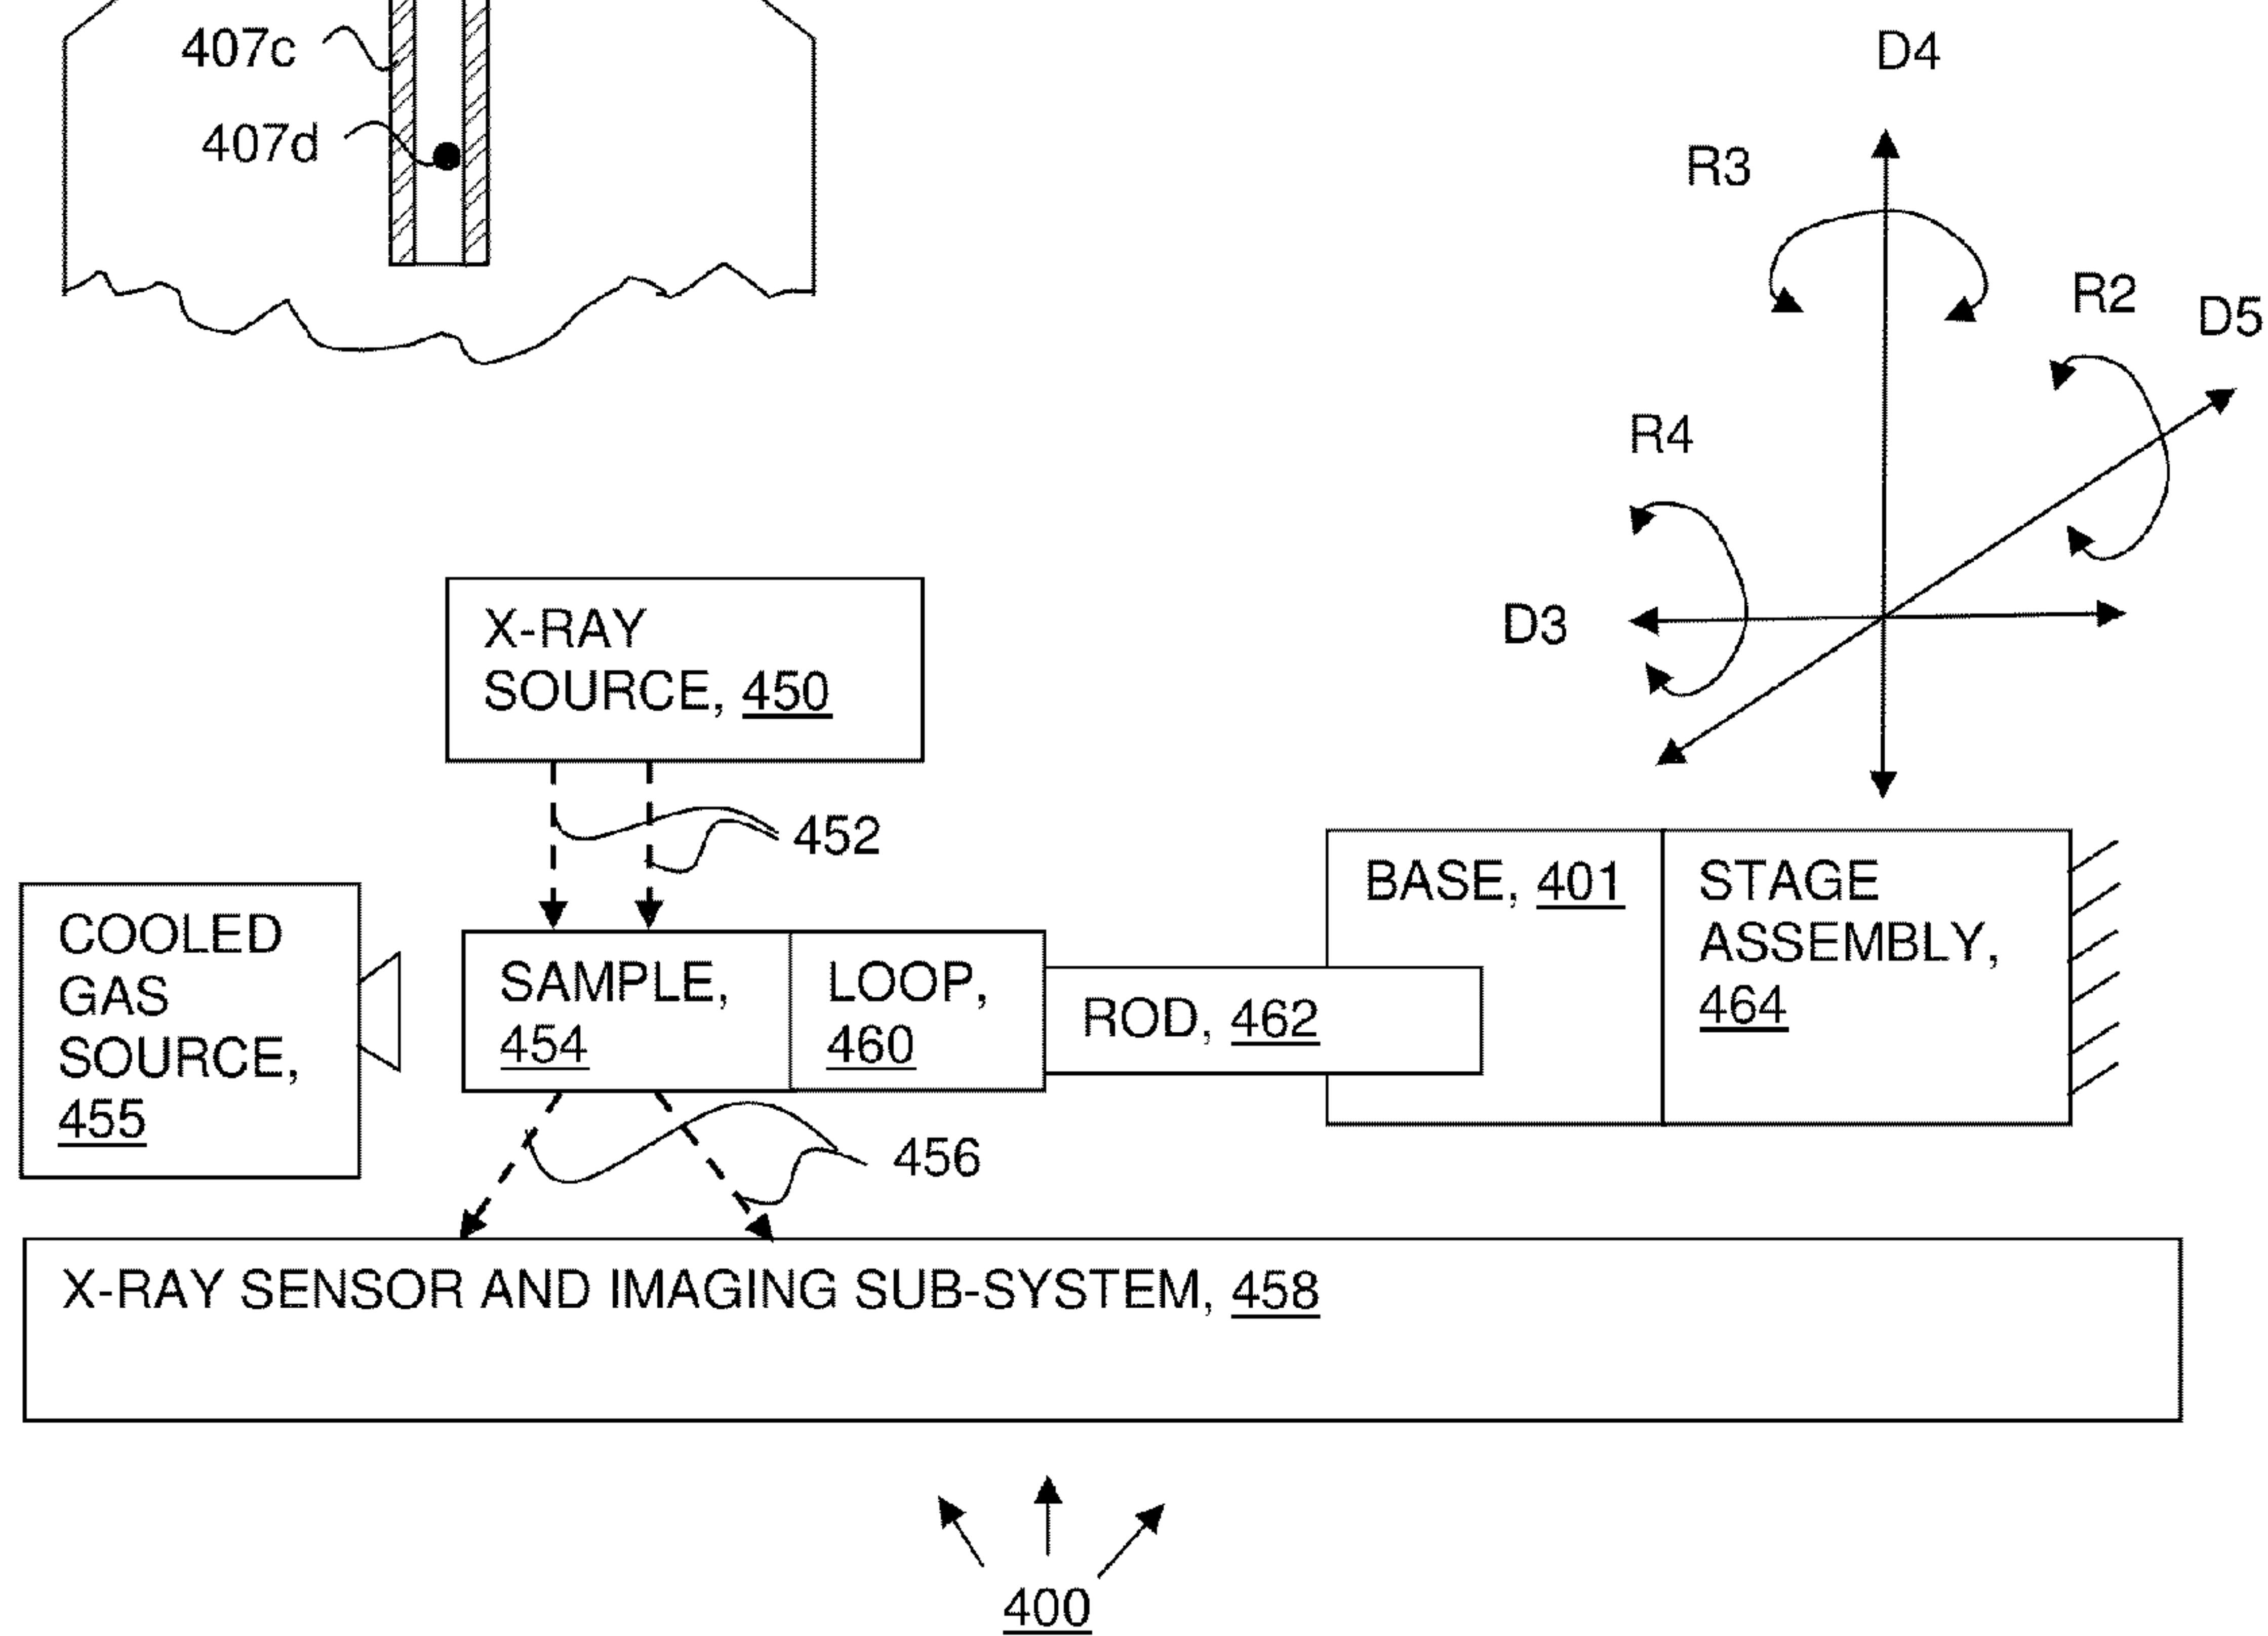 407c
407d
D4
R3
R2
D5
R4
D3
X-RAY
SOURCE, 450
452
COOLED
GAS
SOURCE,
455
SAMPLE,
454
LOOP,
460
ROD, 462
BASE, 401
STAGE
ASSEMBLY,
464
456
X-RAY SENSOR AND IMAGING SUB-SYSTEM, 458
400